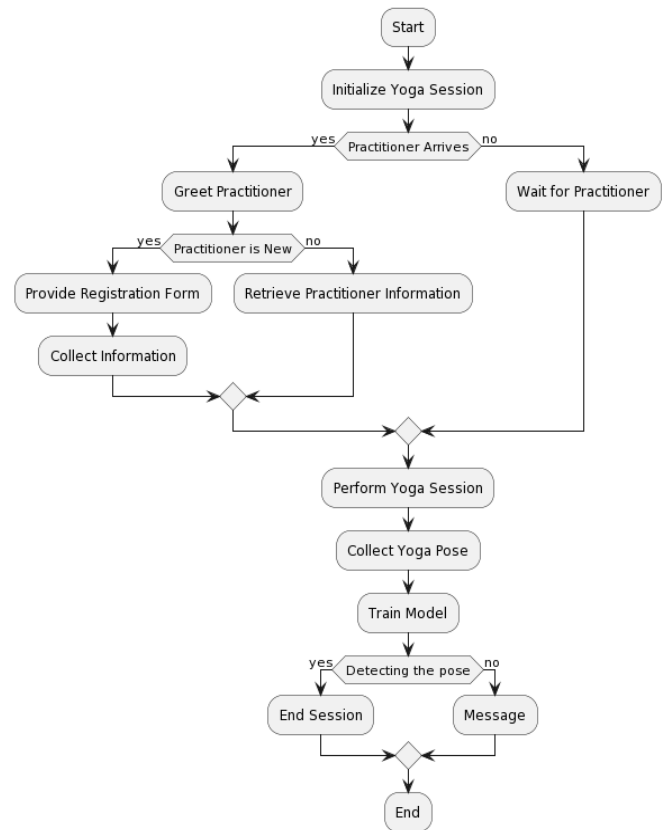 Start
Initialize Yoga Session
yes
Practitioner Arrives
no
Greet Practitioner
Wait for Practitioner
yes
Practitioner is New
no
Provide Registration Form
Retrieve Practitioner Information
Collect Information
Perform Yoga Session
Collect Yoga Pose
Train Model
yes
Detecting the pose
no
End Session
Message
End